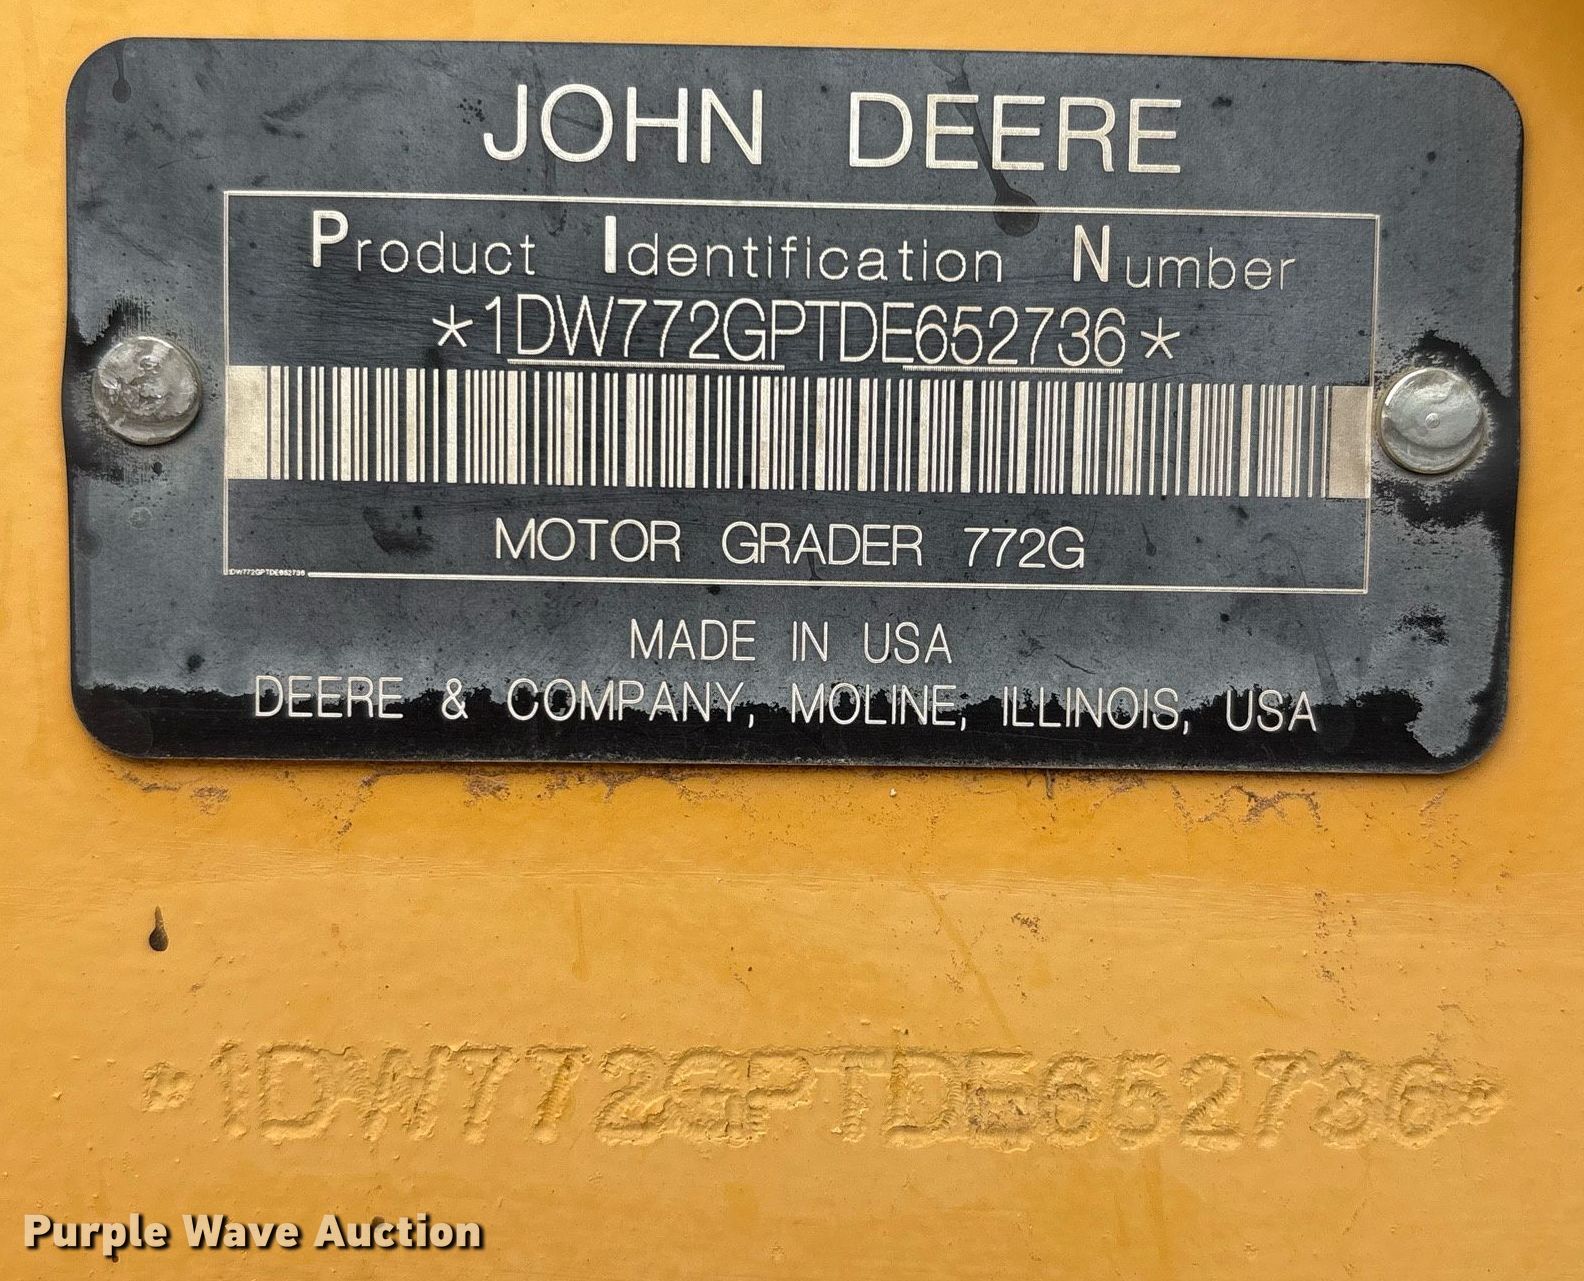 JOHN DEERE
Product Identification Number
*1DW772GPTDE652736*
MOTOR GRADER 772G
1DW772GPTDE652736
MADE IN USA
DEERE & COMPANY, MOLINE, ILLINOIS, USA
*1DW772GPTDE652736*
Purple Wave Auction